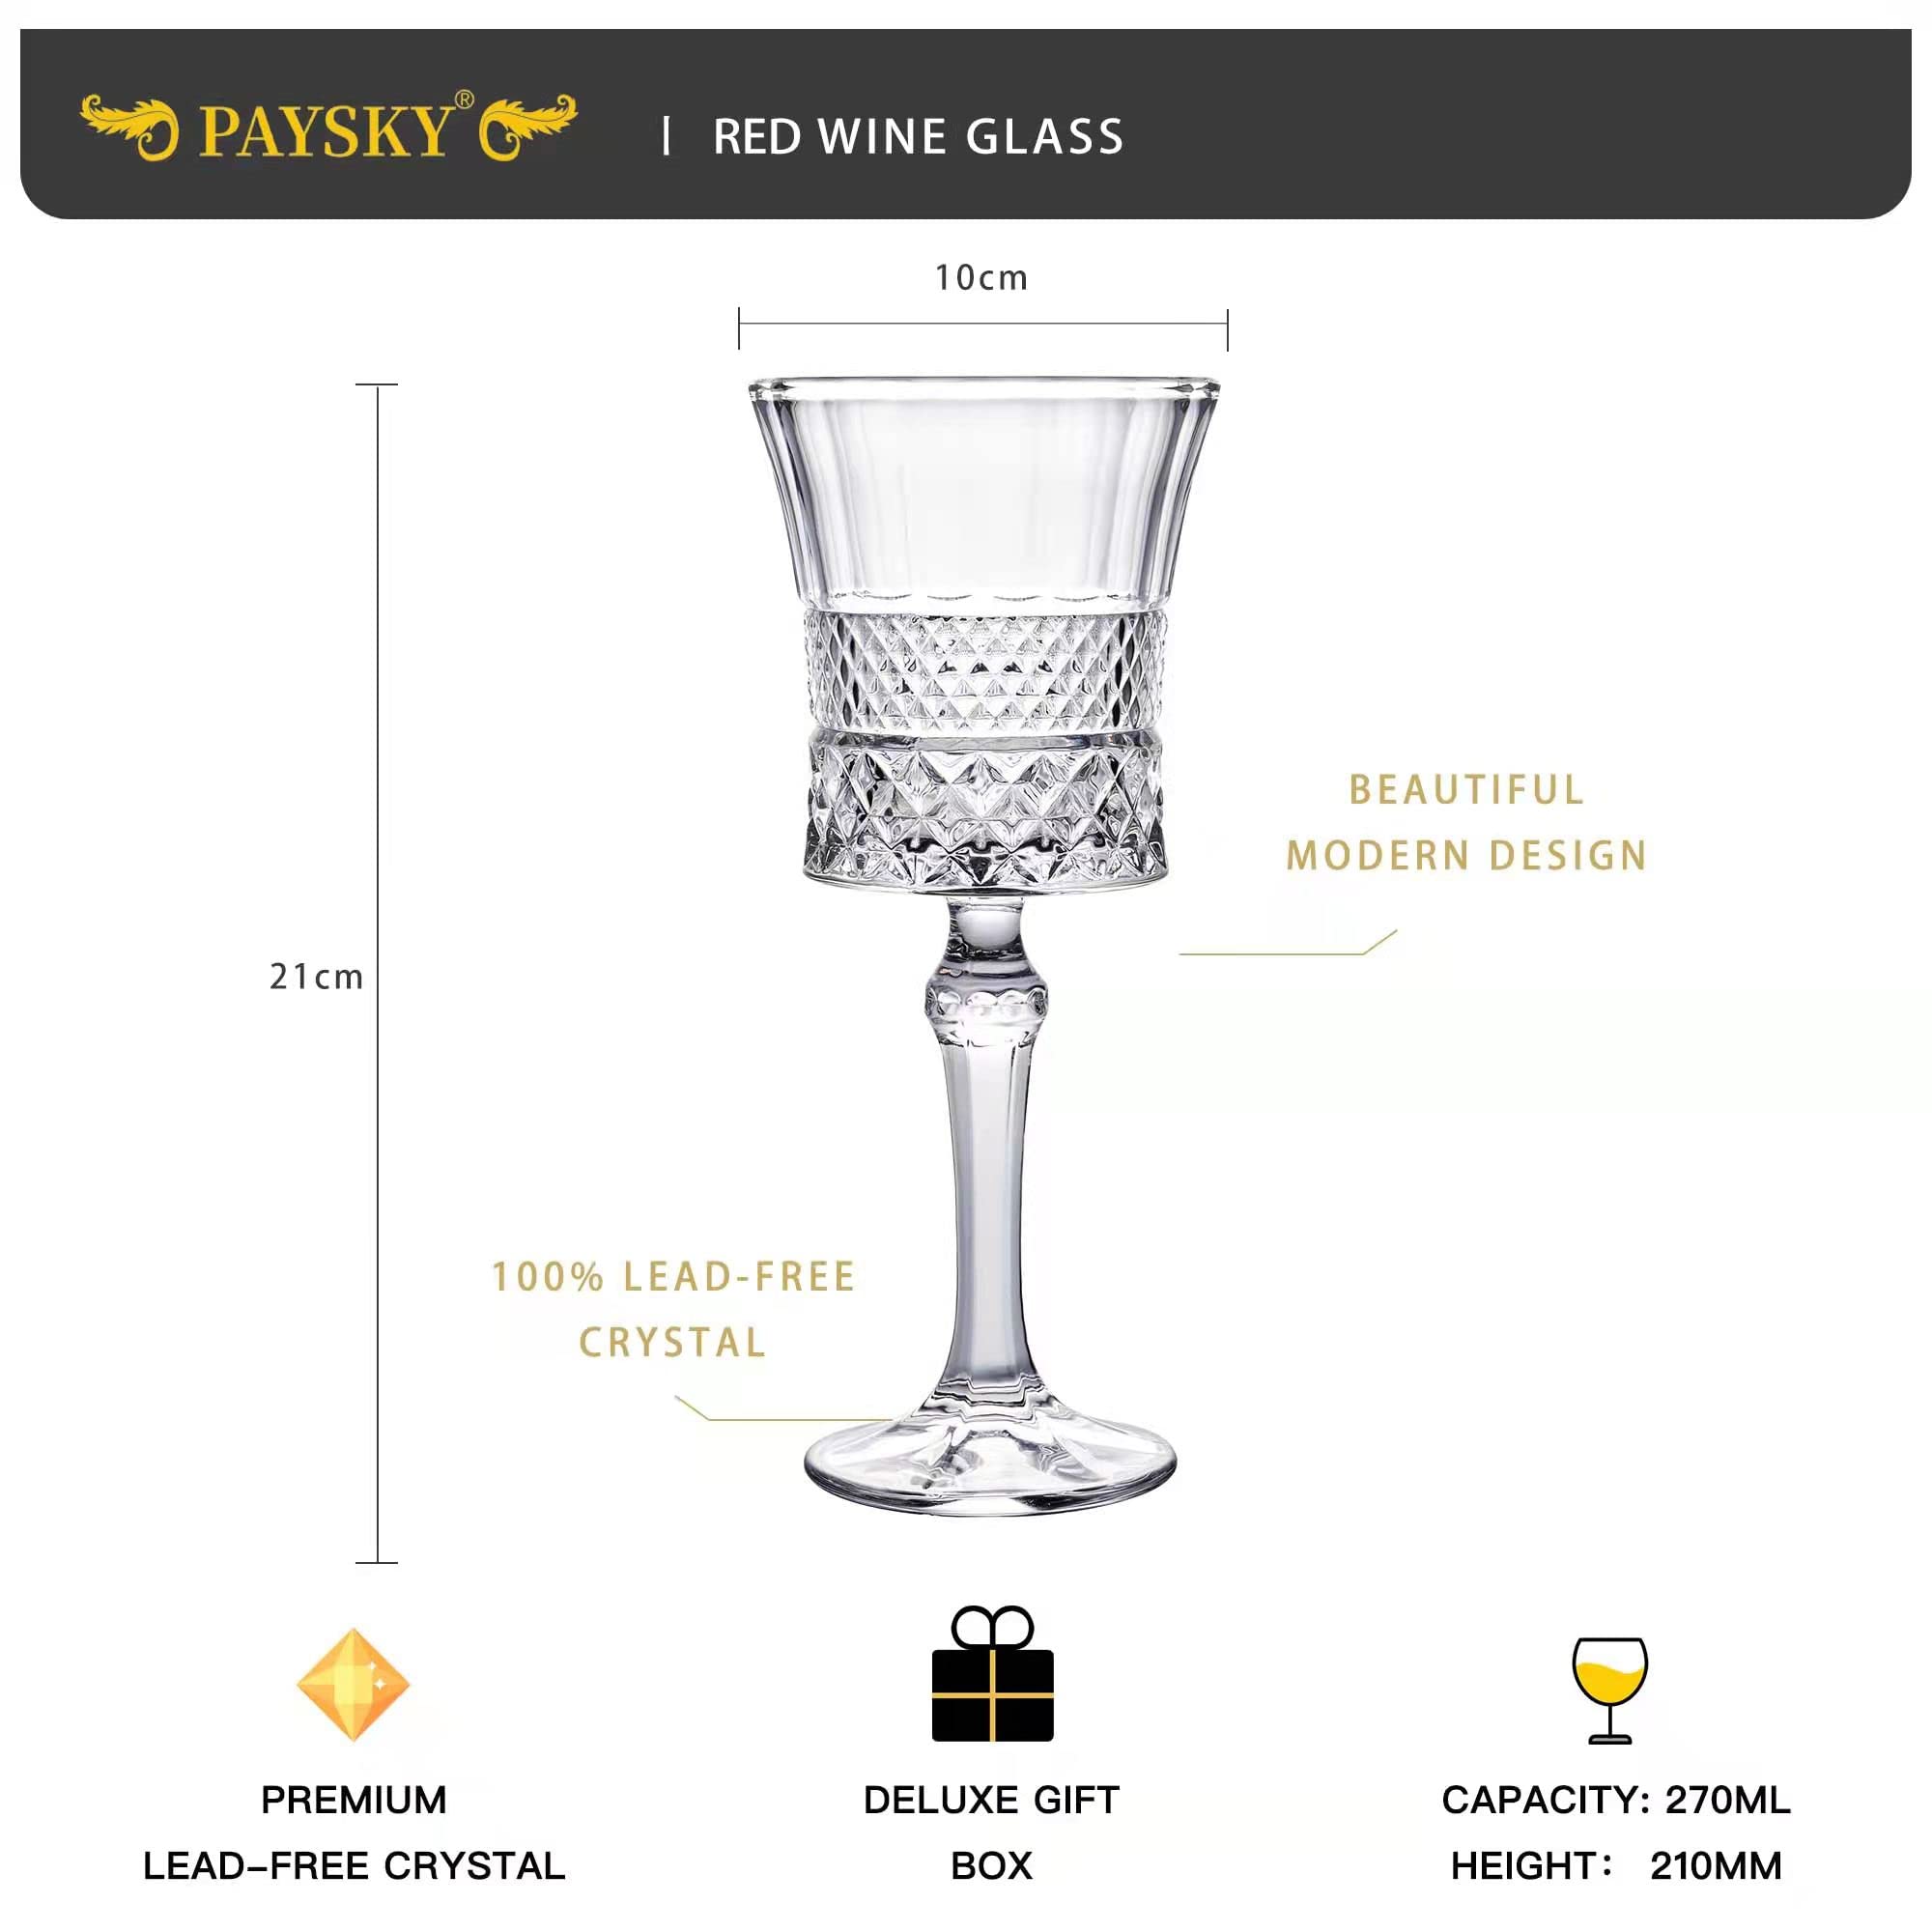 PAYSKY® | RED WINE GLASS
10cm
BEAUTIFUL
MODERN DESIGN
21cm
100% LEAD-FREE
CRYSTAL
PREMIUM
LEAD-FREE CRYSTAL
DELUXE GIFT
BOX
CAPACITY: 270ML
HEIGHT: 210MM